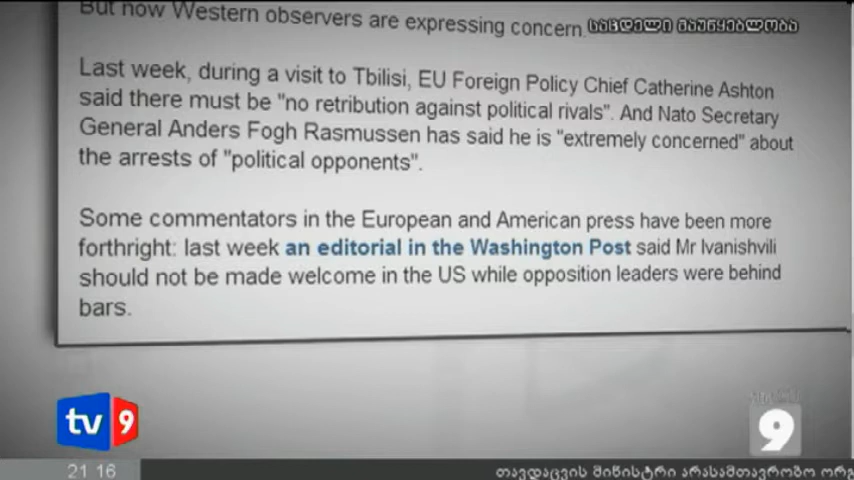 But now Western observers are expressing concern.
საცდელი მაუწყებლობა
Last week, during a visit to Tbilisi, EU Foreign Policy Chief Catherine Ashton
said there must be "no retribution against political rivals". And Nato Secretary
General Anders Fogh Rasmussen has said he is "extremely concerned" about
the arrests of "political opponents".
Some commentators in the European and American press have been more
forthright: last week an editorial in the Washington Post said Mr Ivanishvili
should not be made welcome in the US while opposition leaders were behind
bars.
tv 9
9
21 16
თავდაცვის მინისტრი არასამთავრობო ორგ